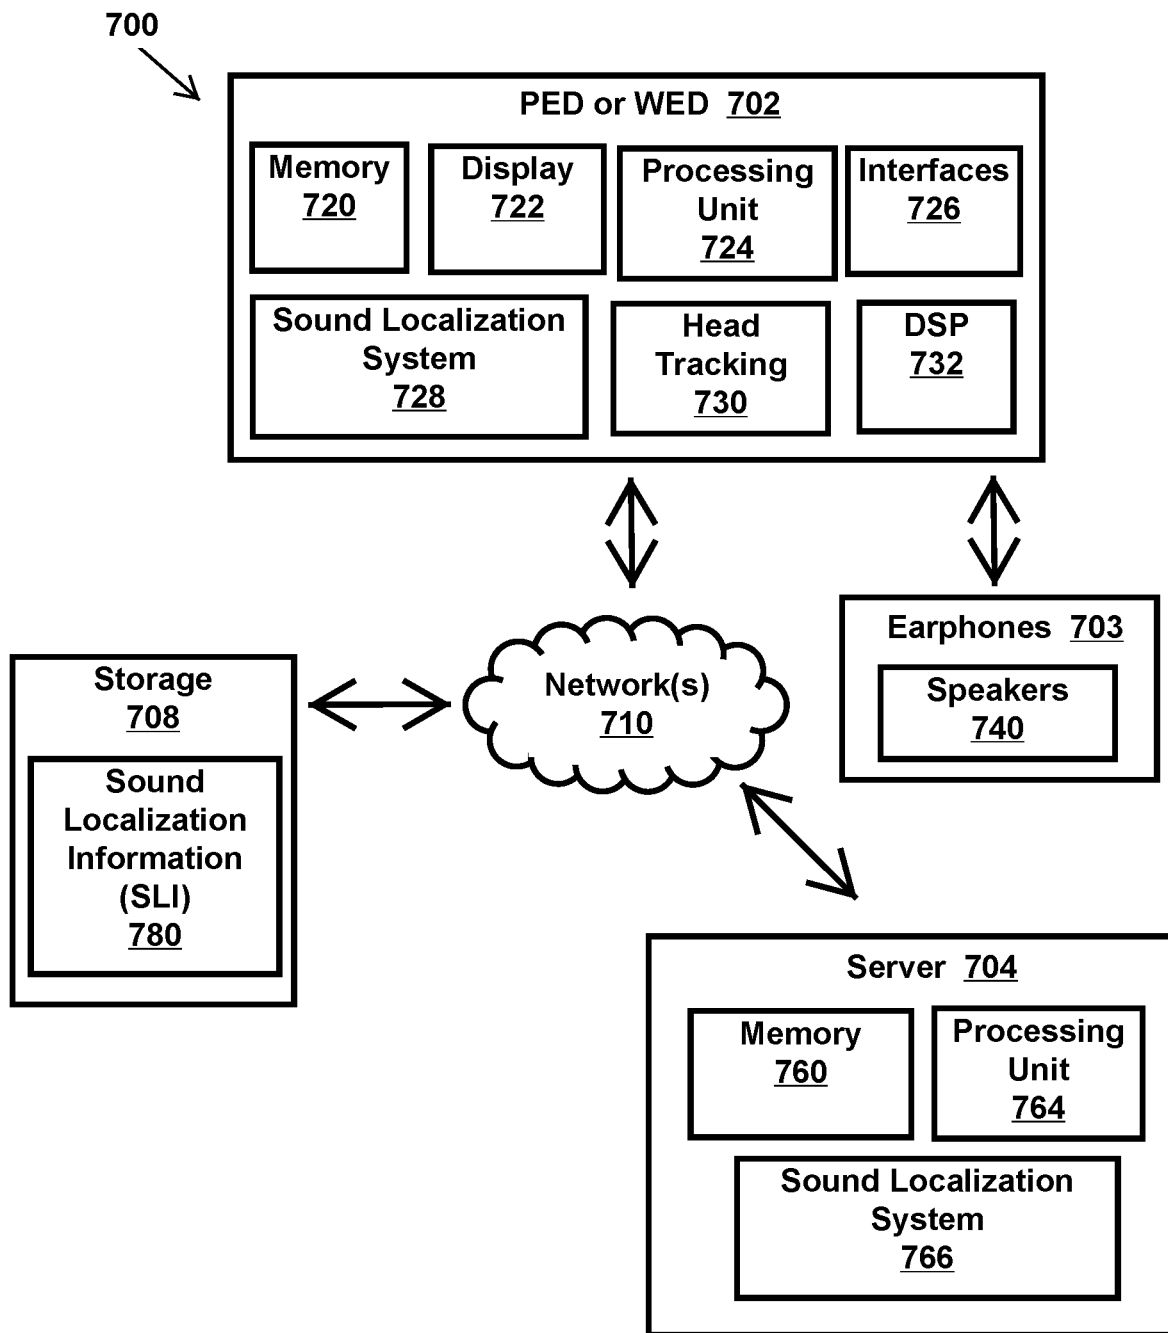 700
PED or WED 702
Memory
720
Display
722
Processing
Unit
724
Interfaces
726
Sound Localization
System
728
Head
Tracking
730
DSP
732
Earphones 703
Speakers
740
Network(s)
710
Storage
708
Sound
Localization
Information
(SLI)
780
Server 704
Memory
760
Processing
Unit
764
Sound Localization
System
766